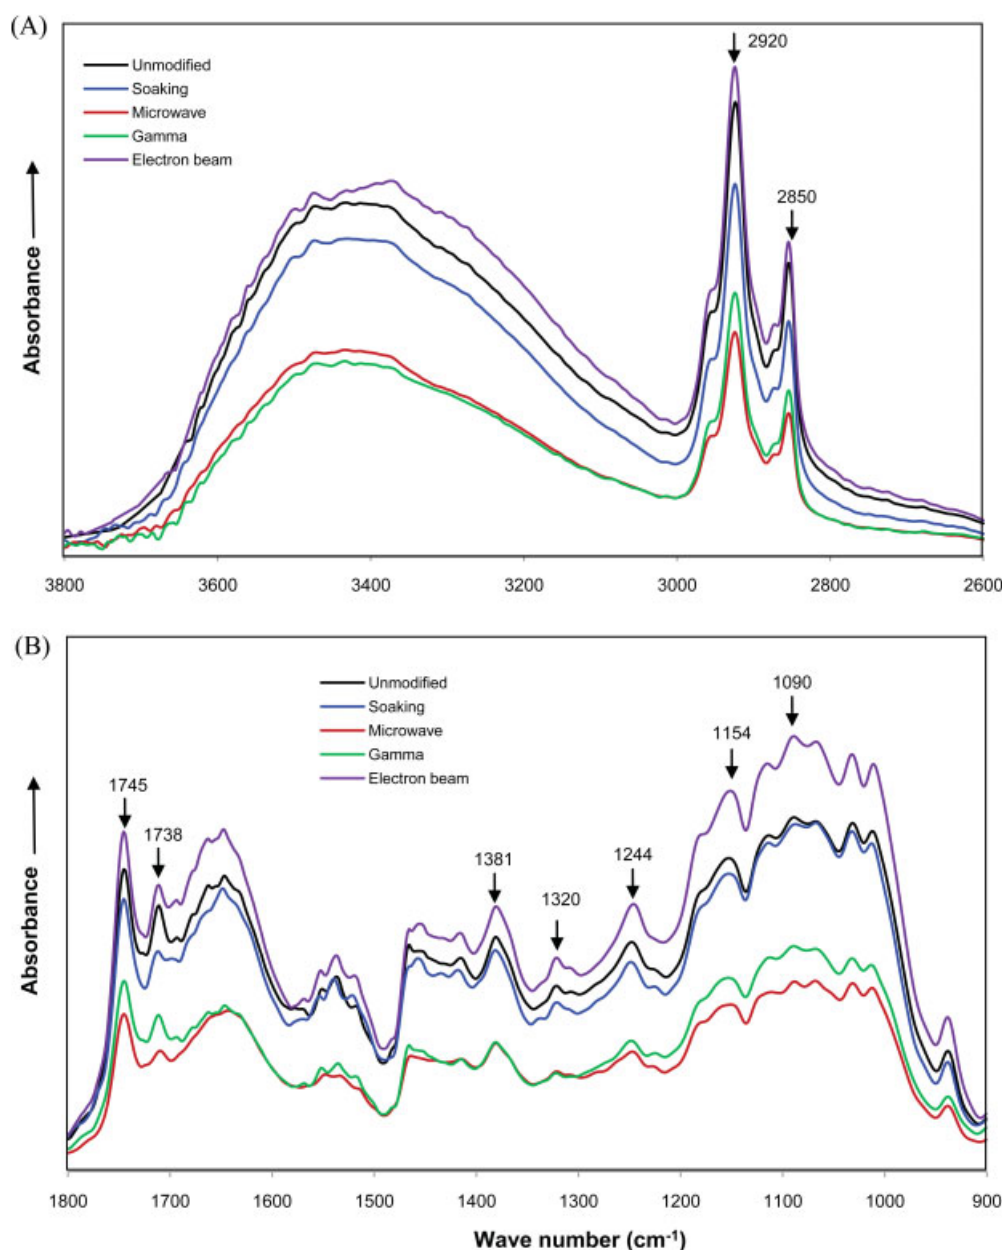 (A)
2920
2850
Unmodified
Soaking
Microwave
Gamma
Electron beam
Absorbance
3800 3600 3400 3200 3000 2800 2600
(B)
Unmodified
Soaking
Microwave
Gamma
Electron beam
1745
1738
1381
1320
1244
1154
1090
Absorbance
1800 1700 1600 1500 1400 1300 1200 1100 1000 900
Wave number (cm⁻¹)